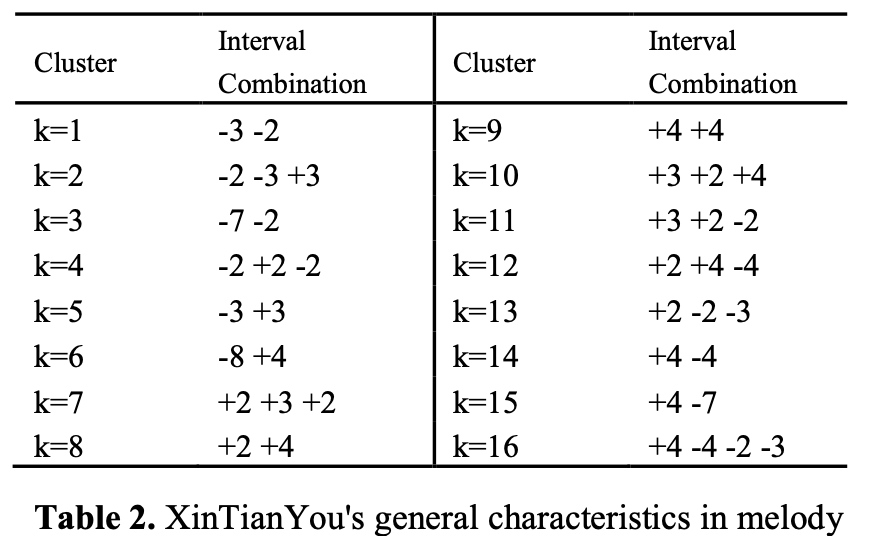 Cluster Interval Combination Cluster Interval Combination
k=1 -3 -2 k=9 +4 +4
k=2 -2 -3 +3 k=10 +3 +2 +4
k=3 -7 -2 k=11 +3 +2 -2
k=4 -2 +2 -2 k=12 +2 +4 -4
k=5 -3 +3 k=13 +2 -2 -3
k=6 -8 +4 k=14 +4 -4
k=7 +2 +3 +2 k=15 +4 -7
k=8 +2 +4 k=16 +4 -4 -2 -3
Table 2. XinTianYou's general characteristics in melody